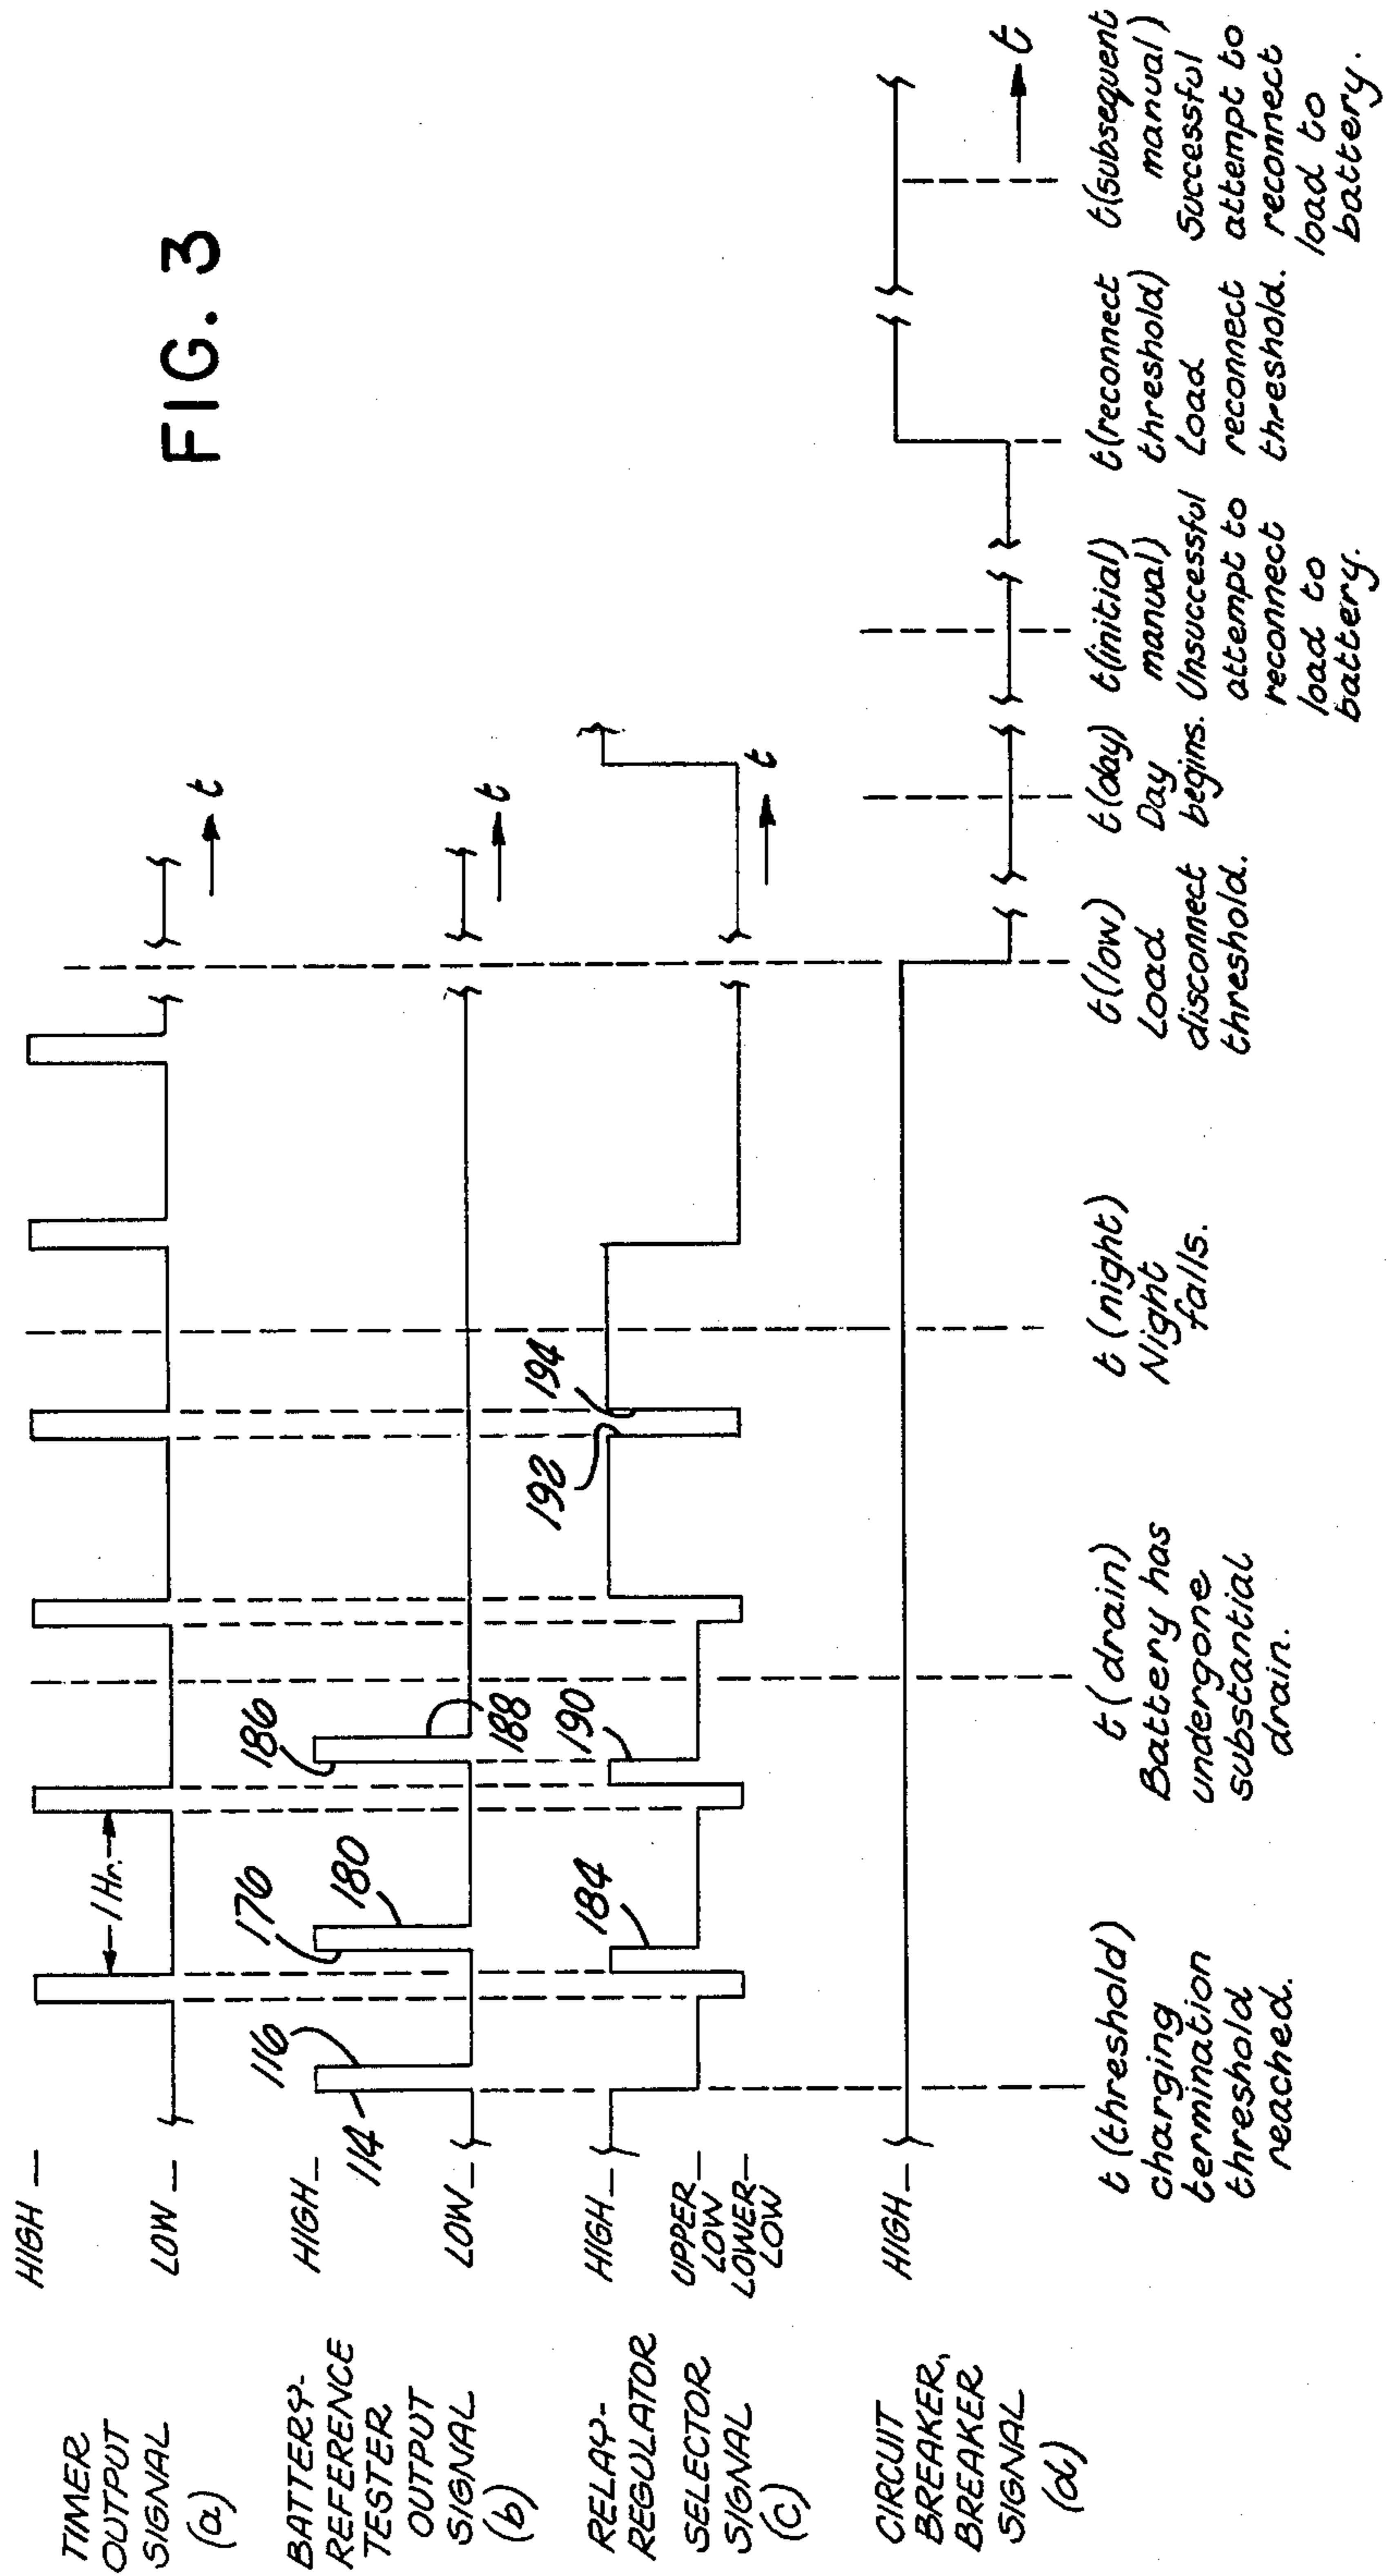 FIG. 3
TIMER
OUTPUT
SIGNAL
(a)
HIGH
LOW
1 Hr.
t
BATTERY-
REFERENCE
TESTER
OUTPUT
SIGNAL
(b)
HIGH
LOW
114
116
176
180
186
188
t
RELAY-
REGULATOR
SELECTOR
SIGNAL
(c)
HIGH
UPPER
LOW
LOWER
LOW
184
190
192
194
t
CIRCUIT
BREAKER,
BREAKER
SIGNAL
(d)
HIGH
t
t (threshold)
charging
termination
threshold
reached.
t (drain)
Battery has
undergone
substantial
drain.
t (night)
Night
falls.
t(low)
Load
disconnect
threshold.
t(day)
Day
begins.
t(initial)
manual)
Unsuccessful
attempt to
reconnect
load to
battery.
t(reconnect
threshold)
Load
reconnect
threshold.
t(subsequent
manual)
Successful
attempt to
reconnect
load to
battery.